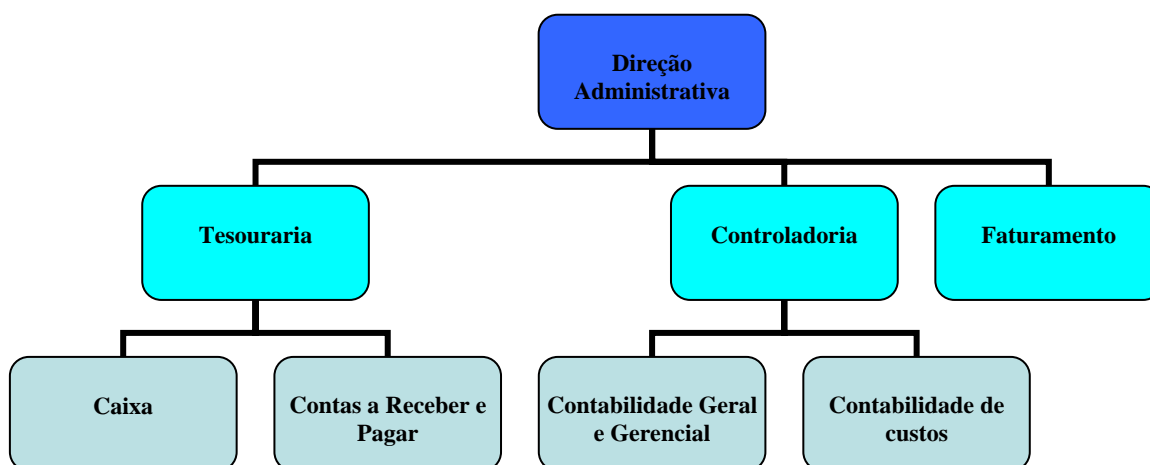 Direção
Administrativa
Tesouraria
Controladoria
Faturamento
Caixa
Contas a Receber e
Pagar
Contabilidade Geral
e Gerencial
Contabilidade de
custos